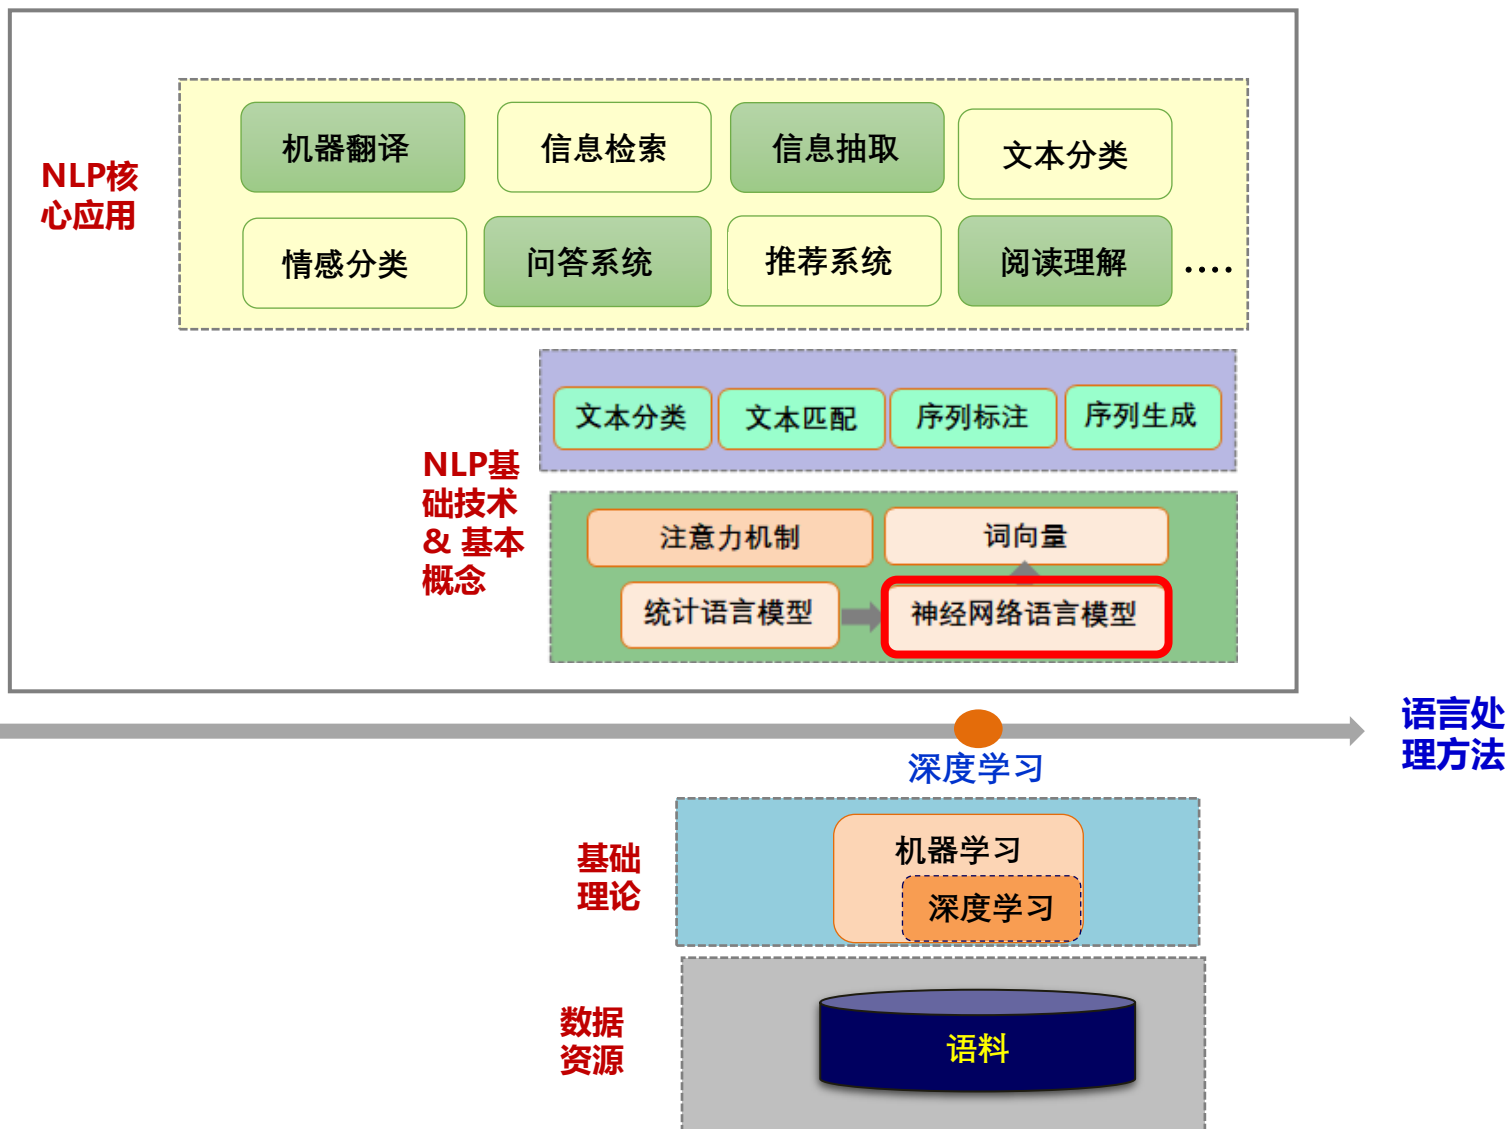 机器翻译
信息检索
信息抽取
文本分类
NLP核
心应用
情感分类
问答系统
推荐系统
阅读理解
....
文本分类
文本匹配
序列标注
序列生成
NLP基
础技术
& 基本
概念
注意力机制
词向量
统计语言模型
神经网络语言模型
语言处
理方法
深度学习
基础
理论
机器学习
深度学习
数据
资源
语料